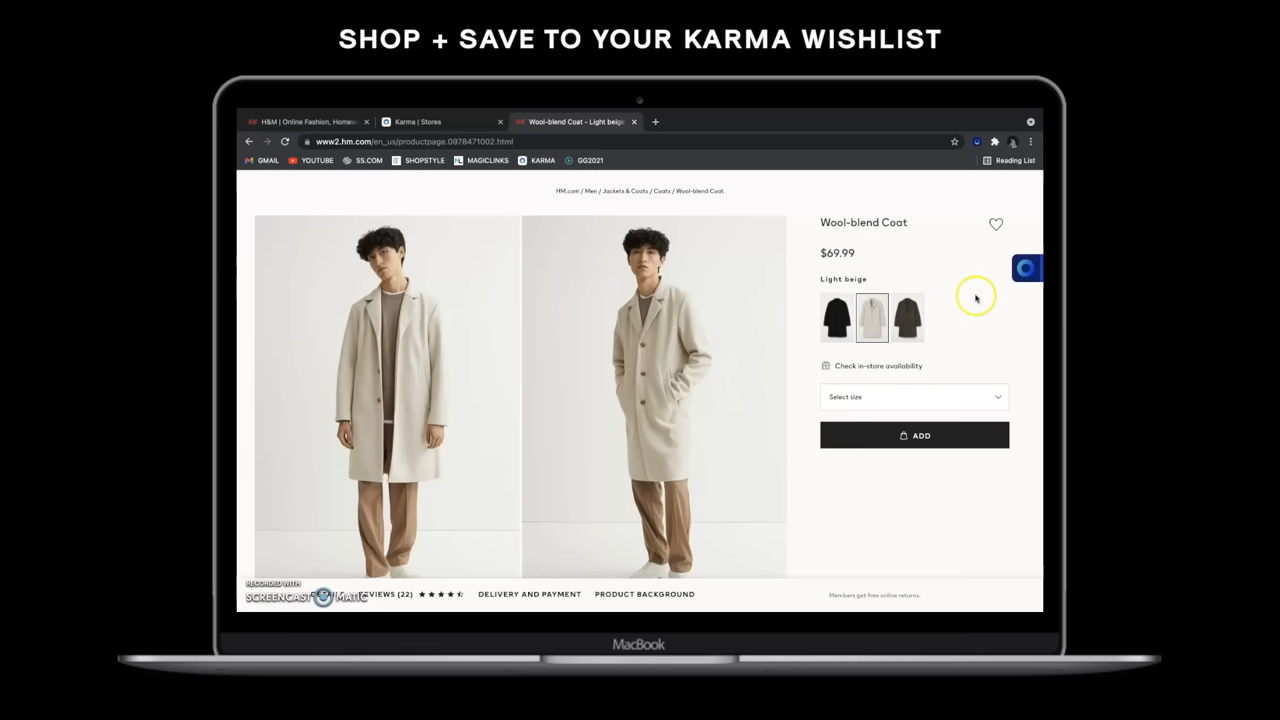 SHOP + SAVE TO YOUR KARMA WISHLIST
H&M | Online Fashion, Homew
Karma | Stores
Wool-blend Coat - Light beig
www2.hm.com/en_us/productpage.0978471002.html
GMAIL YOUTUBE SS.COM SHOPSTYLE MAGICLINKS KARMA GG2021 Reading List
HM.com / Men / Jackets & Coats / Coats / Wool-blend Coat
Wool-blend Coat
$69.99
Light beige
Check in-store availability
Select size
ADD
RECORDED WITH
SCREENCAST MATIC
REVIEWS (22) DELIVERY AND PAYMENT PRODUCT BACKGROUND
Members get free online returns.
MacBook